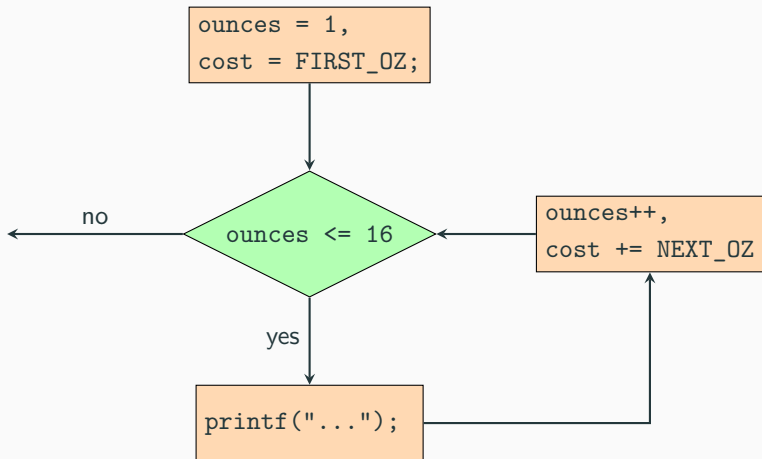 ounces = 1,
cost = FIRST_OZ;
no
ounces <= 16
ounces++,
cost += NEXT_OZ
yes
printf("...");